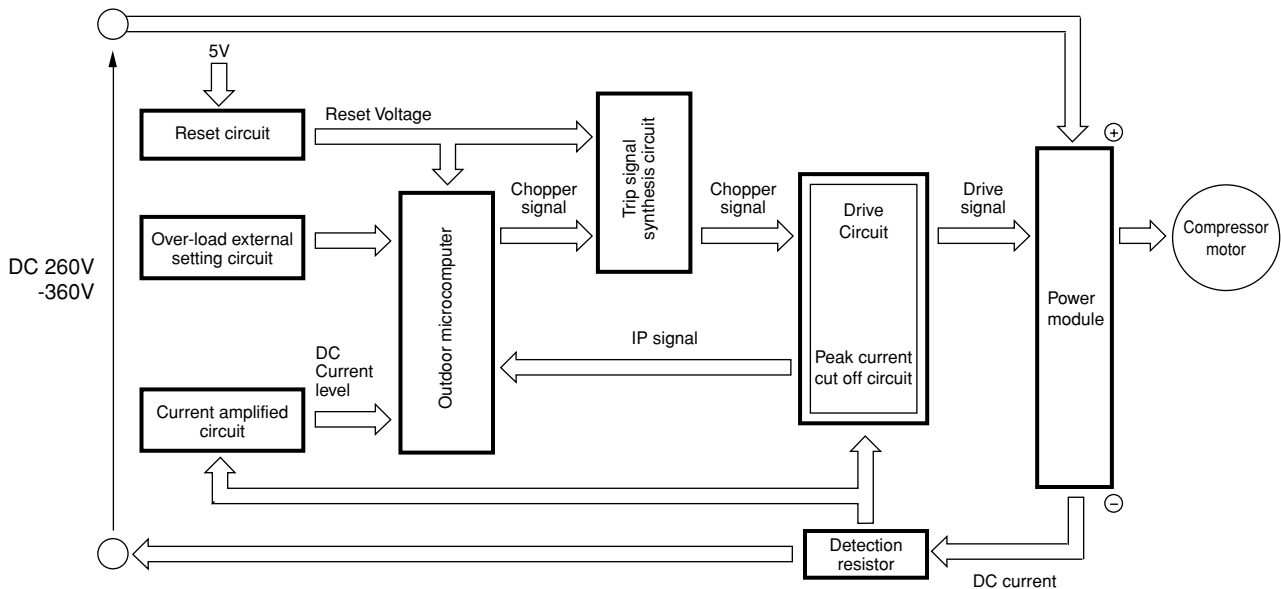 5V
Reset circuit
Reset Voltage
Trip signal
synthesis circuit
Over-load external
setting circuit
Outdoor microcomputer
Chopper
signal
Chopper
signal
Drive
Circuit
Peak current
cut off circuit
Drive
signal
+
Power
module
−
Compressor
motor
DC 260V
-360V
IP signal
DC
Current
level
Current amplified
circuit
Detection
resistor
DC current